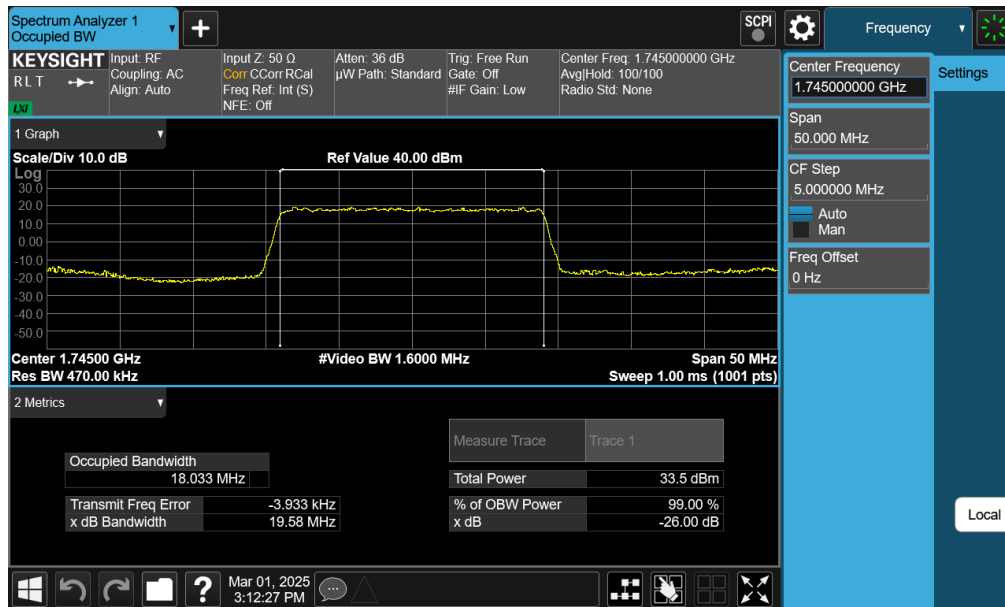 Spectrum Analyzer 1
Occupied BW
+
SCPI
Frequency
KEYSIGHT
RLT
LXI
Input: RF
Coupling: AC
Align: Auto
Input Z: 50 Ω
Corr CCorr RCal
Freq Ref: Int (S)
NFE: Off
Atten: 36 dB
µW Path: Standard
Trig: Free Run
Gate: Off
#IF Gain: Low
Center Freq: 1.745000000 GHz
Avg|Hold: 100/100
Radio Std: None
Center Frequency
1.745000000 GHz
Settings
Span
50.000 MHz
CF Step
5.000000 MHz
Auto
Man
Freq Offset
0 Hz
1 Graph
Scale/Div 10.0 dB
Ref Value 40.00 dBm
Log
30.0
20.0
10.0
0.00
-10.0
-20.0
-30.0
-40.0
-50.0
Center 1.74500 GHz
#Video BW 1.6000 MHz
Span 50 MHz
Res BW 470.00 kHz
Sweep 1.00 ms (1001 pts)
2 Metrics
Measure Trace Trace 1
Occupied Bandwidth
18.033 MHz
Total Power 33.5 dBm
Transmit Freq Error -3.933 kHz
% of OBW Power 99.00 %
x dB Bandwidth 19.58 MHz
x dB -26.00 dB
Local
?
Mar 01, 2025
3:12:27 PM